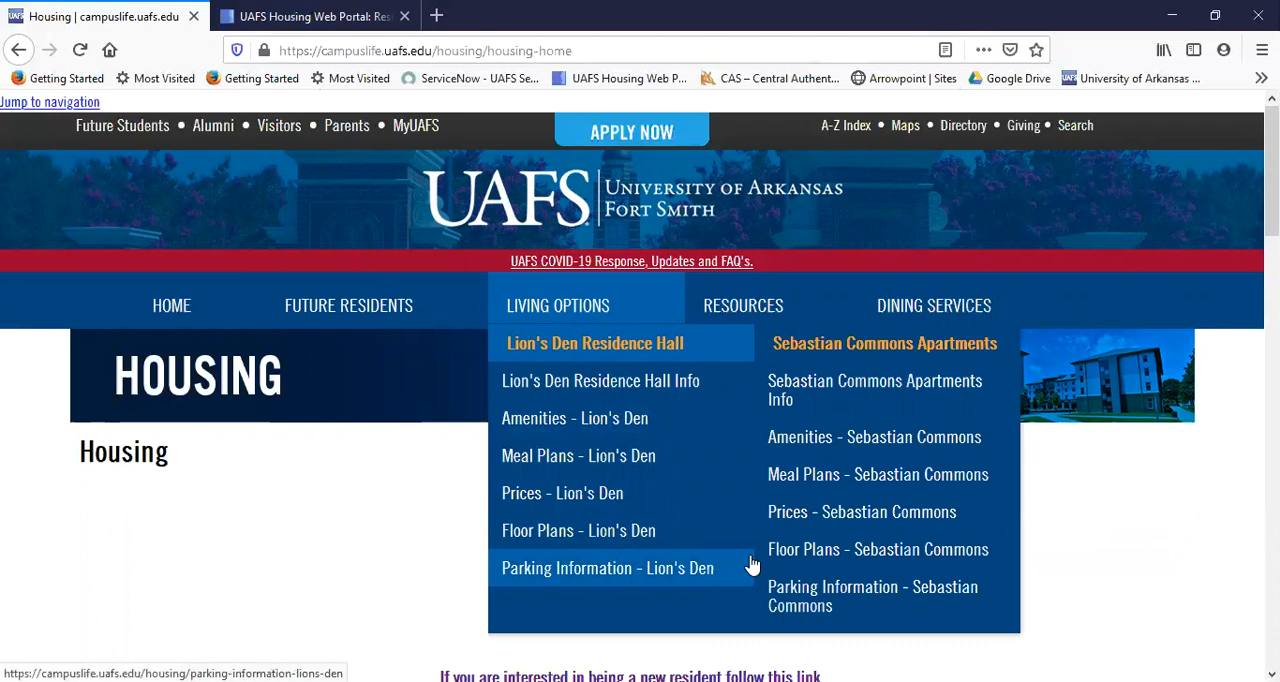 Housing | campuslife.uafs.edu
UAFS Housing Web Portal: Res
https://campuslife.uafs.edu/housing/housing-home
Getting Started
Most Visited
Getting Started
Most Visited
ServiceNow - UAFS Se...
UAFS Housing Web P...
CAS – Central Authent...
Arrowpoint | Sites
Google Drive
University of Arkansas ...
Jump to navigation
Future Students • Alumni • Visitors • Parents • MyUAFS
APPLY NOW
A-Z Index • Maps • Directory • Giving • Search
UAFS
UNIVERSITY OF ARKANSAS
FORT SMITH
UAFS COVID-19 Response, Updates and FAQ's.
HOME
FUTURE RESIDENTS
LIVING OPTIONS
RESOURCES
DINING SERVICES
HOUSING
Lion's Den Residence Hall
Lion's Den Residence Hall Info
Amenities - Lion's Den
Meal Plans - Lion's Den
Prices - Lion's Den
Floor Plans - Lion's Den
Parking Information - Lion's Den
Sebastian Commons Apartments
Sebastian Commons Apartments
Info
Amenities - Sebastian Commons
Meal Plans - Sebastian Commons
Prices - Sebastian Commons
Floor Plans - Sebastian Commons
Parking Information - Sebastian
Commons
Housing
If you are interested in being a new resident follow this link
https://campuslife.uafs.edu/housing/parking-information-lions-den